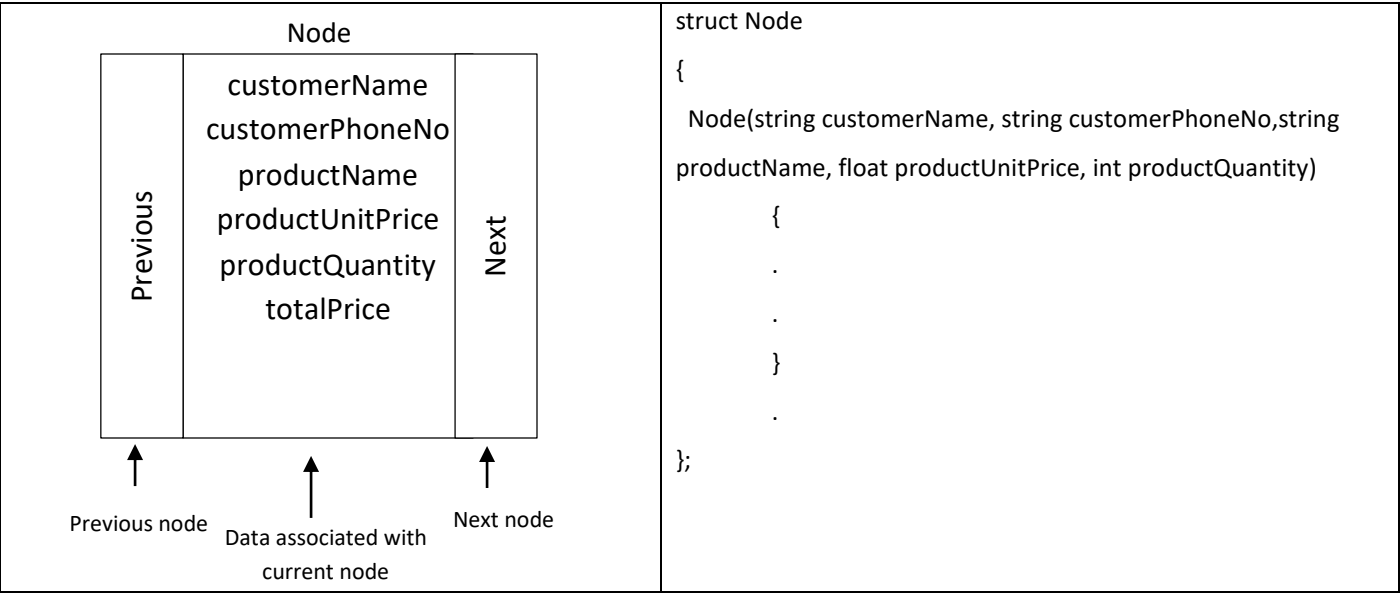 Node
Previous
customerName
customerPhoneNo
productName
productUnitPrice
productQuantity
totalPrice
Next
Previous node
Data associated with
current node
Next node
struct Node
{
Node(string customerName, string customerPhoneNo,string
productName, float productUnitPrice, int productQuantity)
{
.
.
}
.
};